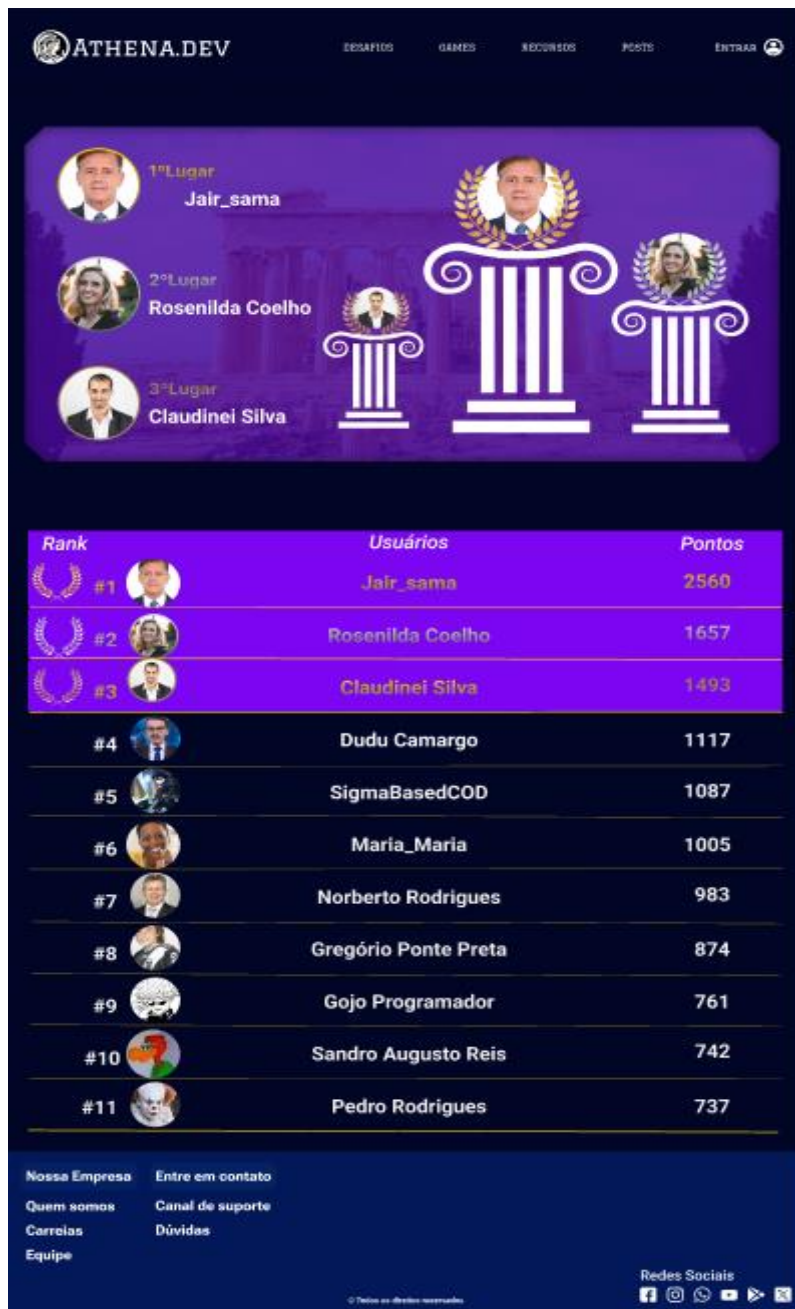 ATHENA.DEV DESAFIOS GAMES RECURSOS POSTS ENTRAR
1ºLugar
Jair_sama
2ºLugar
Rosenilda Coelho
3ºLugar
Claudinei Silva
Rank Usuários Pontos
#1 Jair_sama 2560
#2 Rosenilda Coelho 1657
#3 Claudinei Silva 1493
#4 Dudu Camargo 1117
#5 SigmaBasedCOD 1087
#6 Maria_Maria 1005
#7 Norberto Rodrigues 983
#8 Gregório Ponte Preta 874
#9 Gojo Programador 761
#10 Sandro Augusto Reis 742
#11 Pedro Rodrigues 737
Nossa Empresa Entre em contato
Quem somos Canal de suporte
Carreias Dúvidas
Equipe
Redes Sociais
© Todos os direitos reservados